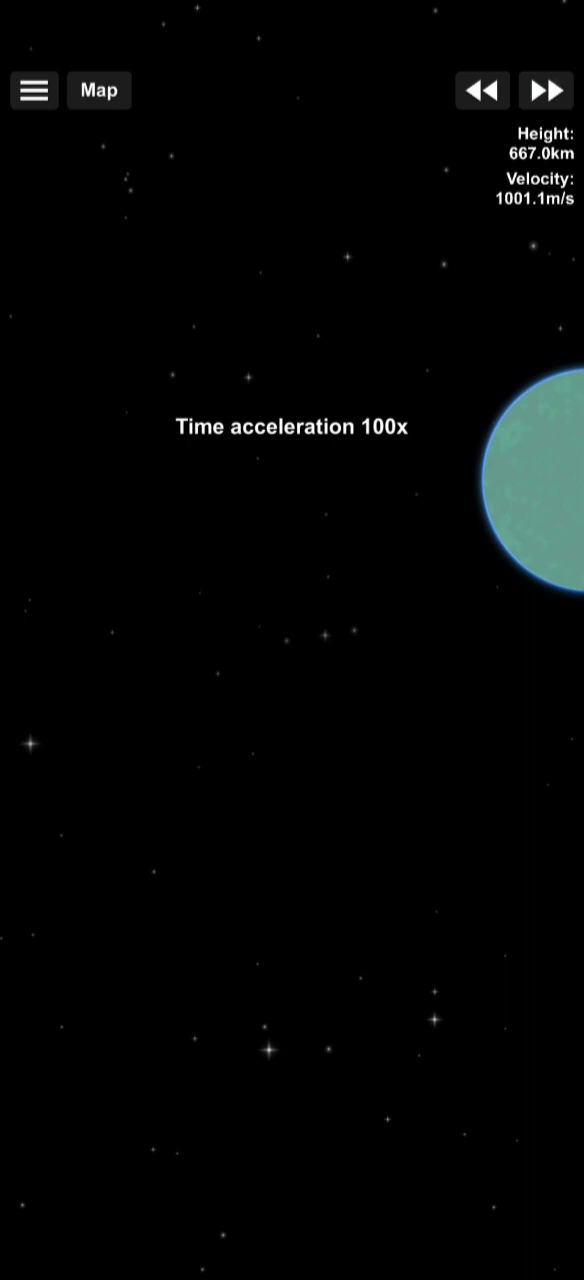 Map
Height:
667.0km
Velocity:
1001.1m/s
Time acceleration 100x